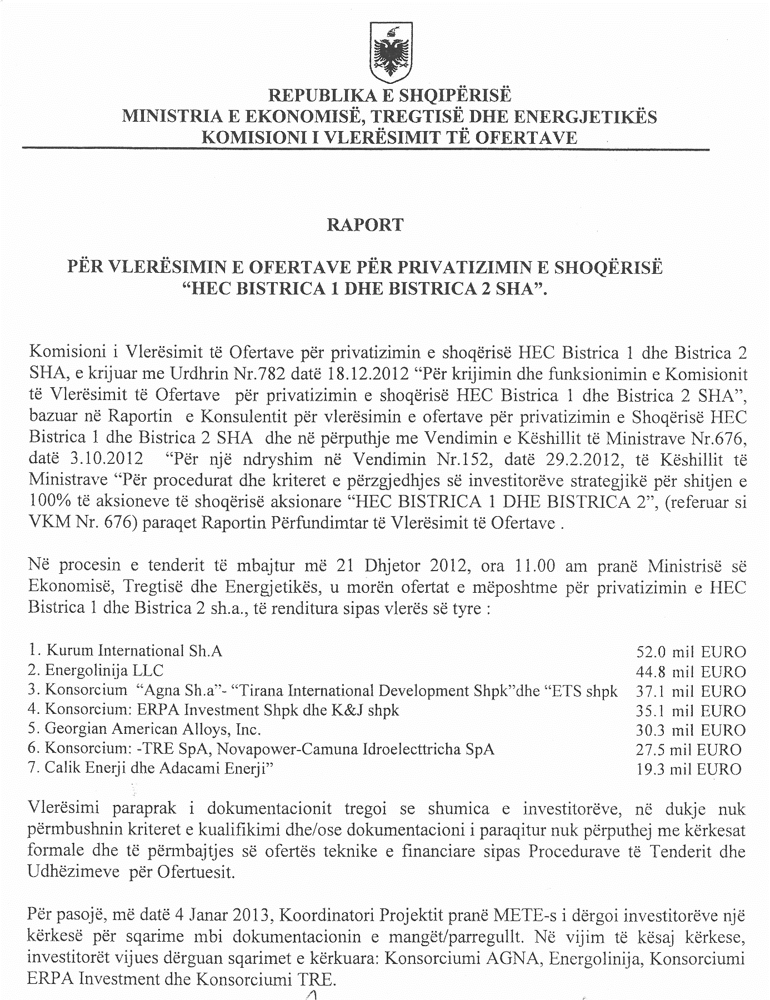 REPUBLIKA E SHQIPËRISË
MINISTRIA E EKONOMISË, TREGTISË DHE ENERGJETIKËS
KOMISIONI I VLERËSIMIT TË OFERTAVE
RAPORT
PËR VLERËSIMIN E OFERTAVE PËR PRIVATIZIMIN E SHOQËRISË
“HEC BISTRICA 1 DHE BISTRICA 2 SHA”.
Komisioni i Vlerësimit të Ofertave për privatizimin e shoqërisë HEC Bistrica 1 dhe Bistrica 2
SHA, e krijuar me Urdhrin Nr.782 datë 18.12.2012 “Për krijimin dhe funksionimin e Komisionit
të Vlerësimit të Ofertave për privatizimin e shoqërisë HEC Bistrica 1 dhe Bistrica 2 SHA”,
bazuar në Raportin e Konsulentit për vlerësimin e ofertave për privatizimin e Shoqërisë HEC
Bistrica 1 dhe Bistrica 2 SHA dhe në përputhje me Vendimin e Këshillit të Ministrave Nr.676,
datë 3.10.2012 “Për një ndryshim në Vendimin Nr.152, datë 29.2.2012, të Këshillit të
Ministrave “Për procedurat dhe kriteret e përzgjedhjes së investitorëve strategjikë për shitjen e
100% të aksioneve të shoqërisë aksionare “HEC BISTRICA 1 DHE BISTRICA 2”, (referuar si
VKM Nr. 676) paraqet Raportin Përfundimtar të Vlerësimit të Ofertave .
Në procesin e tenderit të mbajtur më 21 Dhjetor 2012, ora 11.00 am pranë Ministrisë së
Ekonomisë, Tregtisë dhe Energjetikës, u morën ofertat e mëposhtme për privatizimin e HEC
Bistrica 1 dhe Bistrica 2 sh.a., të renditura sipas vlerës së tyre :
1. Kurum International Sh.A 52.0 mil EURO
2. Energolinija LLC 44.8 mil EURO
3. Konsorcium “Agna Sh.a”- “Tirana International Development Shpk”dhe “ETS shpk 37.1 mil EURO
4. Konsorcium: ERPA Investment Shpk dhe K&J shpk 35.1 mil EURO
5. Georgian American Alloys, Inc. 30.3 mil EURO
6. Konsorcium: -TRE SpA, Novapower-Camuna Idroelecttricha SpA 27.5 mil EURO
7. Calik Enerji dhe Adacami Enerji” 19.3 mil EURO
Vlerësimi paraprak i dokumentacionit tregoi se shumica e investitorëve, në dukje nuk
përmbushnin kriteret e kualifikimi dhe/ose dokumentacioni i paraqitur nuk përputhej me kërkesat
formale dhe të përmbajtjes së ofertës teknike e financiare sipas Procedurave të Tenderit dhe
Udhëzimeve për Ofertuesit.
Për pasojë, më datë 4 Janar 2013, Koordinatori Projektit pranë METE-s i dërgoi investitorëve një
kërkesë për sqarime mbi dokumentacionin e mangët/parregullt. Në vijim të kësaj kërkese,
investitorët vijues dërguan sqarimet e kërkuara: Konsorciumi AGNA, Energolinija, Konsorciumi
ERPA Investment dhe Konsorciumi TRE.